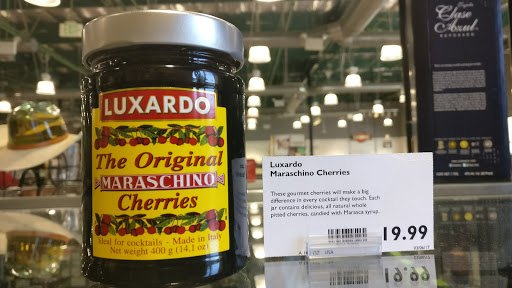 LUXARDO
The Original
MARASCHINO
Cherries
Ideal for cocktails - Made in Italy
Net weight 400 g (14.1 oz)
Luxardo
Maraschino Cherries
These gourmet cherries will make a big
difference in every cocktail they touch. Each
jar contains delicious, all natural whole
pitted cherries, candied with Marasca syrup.
19.99
USA
Clase
Azul